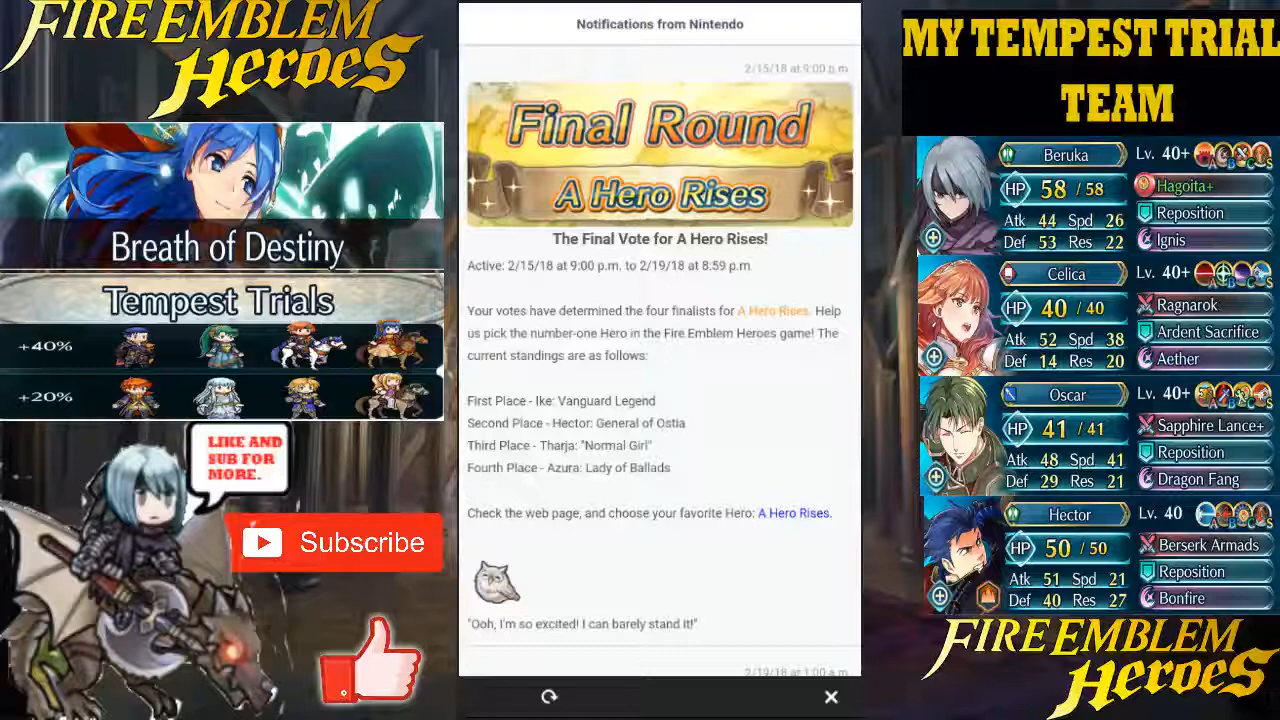 FIRE EMBLEM
HEROES
Breath of Destiny
Tempest Trials
+40%
+20%
LIKE AND
SUB FOR
MORE.
Subscribe
Notifications from Nintendo
2/15/18 at 9:00 p.m.
Final Round
A Hero Rises
The Final Vote for A Hero Rises!
Active: 2/15/18 at 9:00 p.m. to 2/19/18 at 8:59 p.m.
Your votes have determined the four finalists for A Hero Rises. Help
us pick the number-one Hero in the Fire Emblem Heroes game! The
current standings are as follows:
First Place - Ike: Vanguard Legend
Second Place - Hector: General of Ostia
Third Place - Tharja: "Normal Girl"
Fourth Place - Azura: Lady of Ballads
Check the web page, and choose your favorite Hero: A Hero Rises.
"Ooh, I'm so excited! I can barely stand it!"
2/19/18 at 1:00 a.m.
MY TEMPEST TRIAL
TEAM
Beruka Lv. 40+ A B C S
HP 58 / 58 Hagoita+
Atk 44 Spd 26 Reposition
Def 53 Res 22 Ignis
Celica Lv. 40+ A B C S
HP 40 / 40 Ragnarok
Atk 52 Spd 38 Ardent Sacrifice
Def 14 Res 20 Aether
Oscar Lv. 40+ A B C S
HP 41 / 41 Sapphire Lance+
Atk 48 Spd 41 Reposition
Def 29 Res 21 Dragon Fang
Hector Lv. 40 A B C S
HP 50 / 50 Berserk Armads
Atk 51 Spd 21 Reposition
Def 40 Res 27 Bonfire
FIRE EMBLEM
HEROES